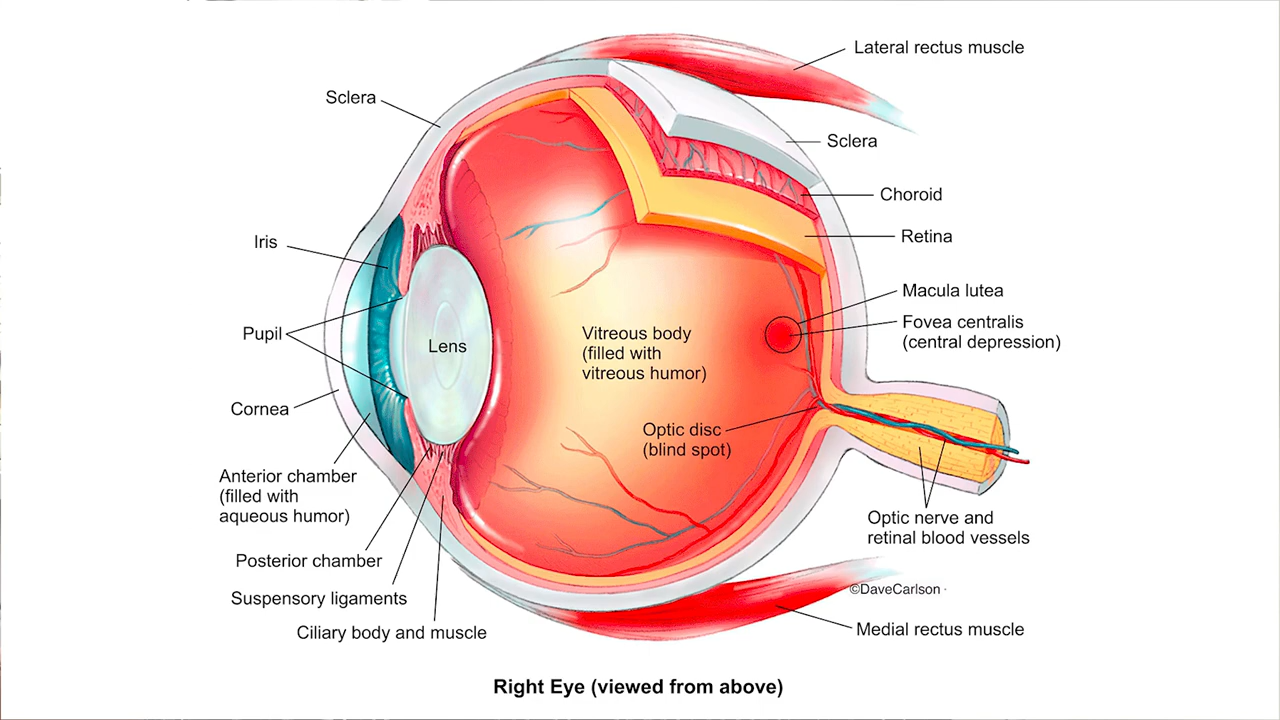 Lateral rectus muscle
Sclera
Sclera
Choroid
Retina
Iris
Macula lutea
Fovea centralis
(central depression)
Pupil
Lens
Vitreous body
(filled with
vitreous humor)
Cornea
Optic disc
(blind spot)
Anterior chamber
(filled with
aqueous humor)
Optic nerve and
retinal blood vessels
Posterior chamber
©DaveCarlson
Suspensory ligaments
Ciliary body and muscle
Medial rectus muscle
Right Eye (viewed from above)